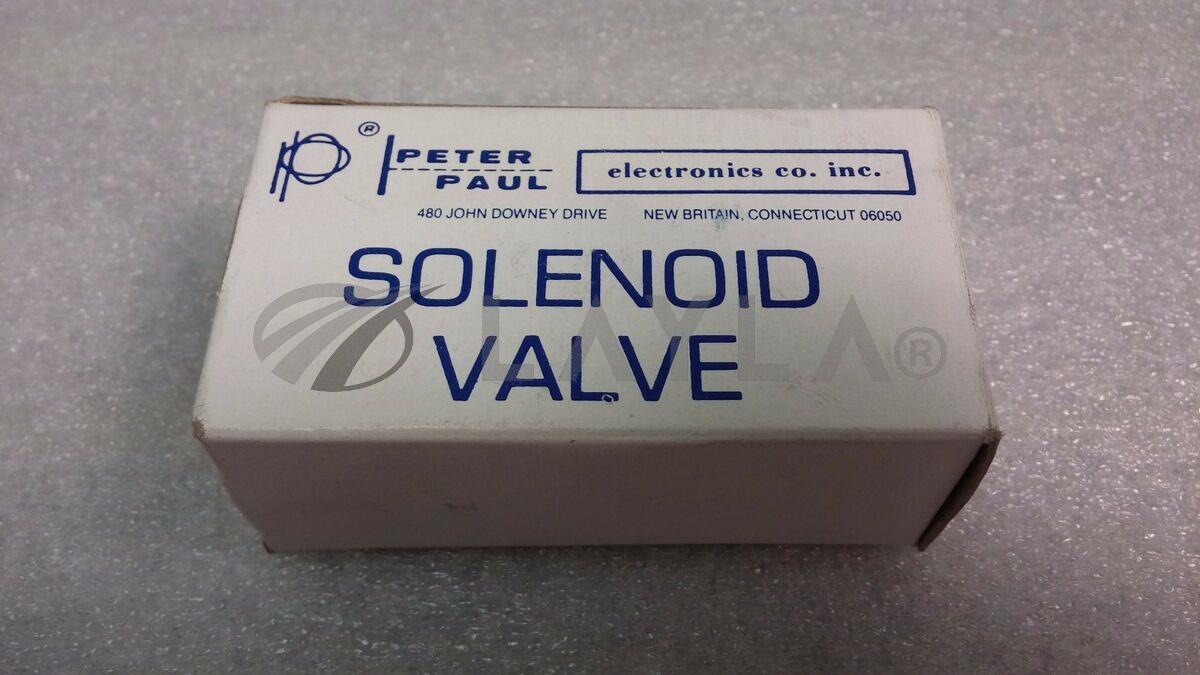 ®
PETER
PAUL
electronics co. inc.
480 JOHN DOWNEY DRIVE NEW BRITAIN, CONNECTICUT 06050
SOLENOID
VALVE
LAYLA®